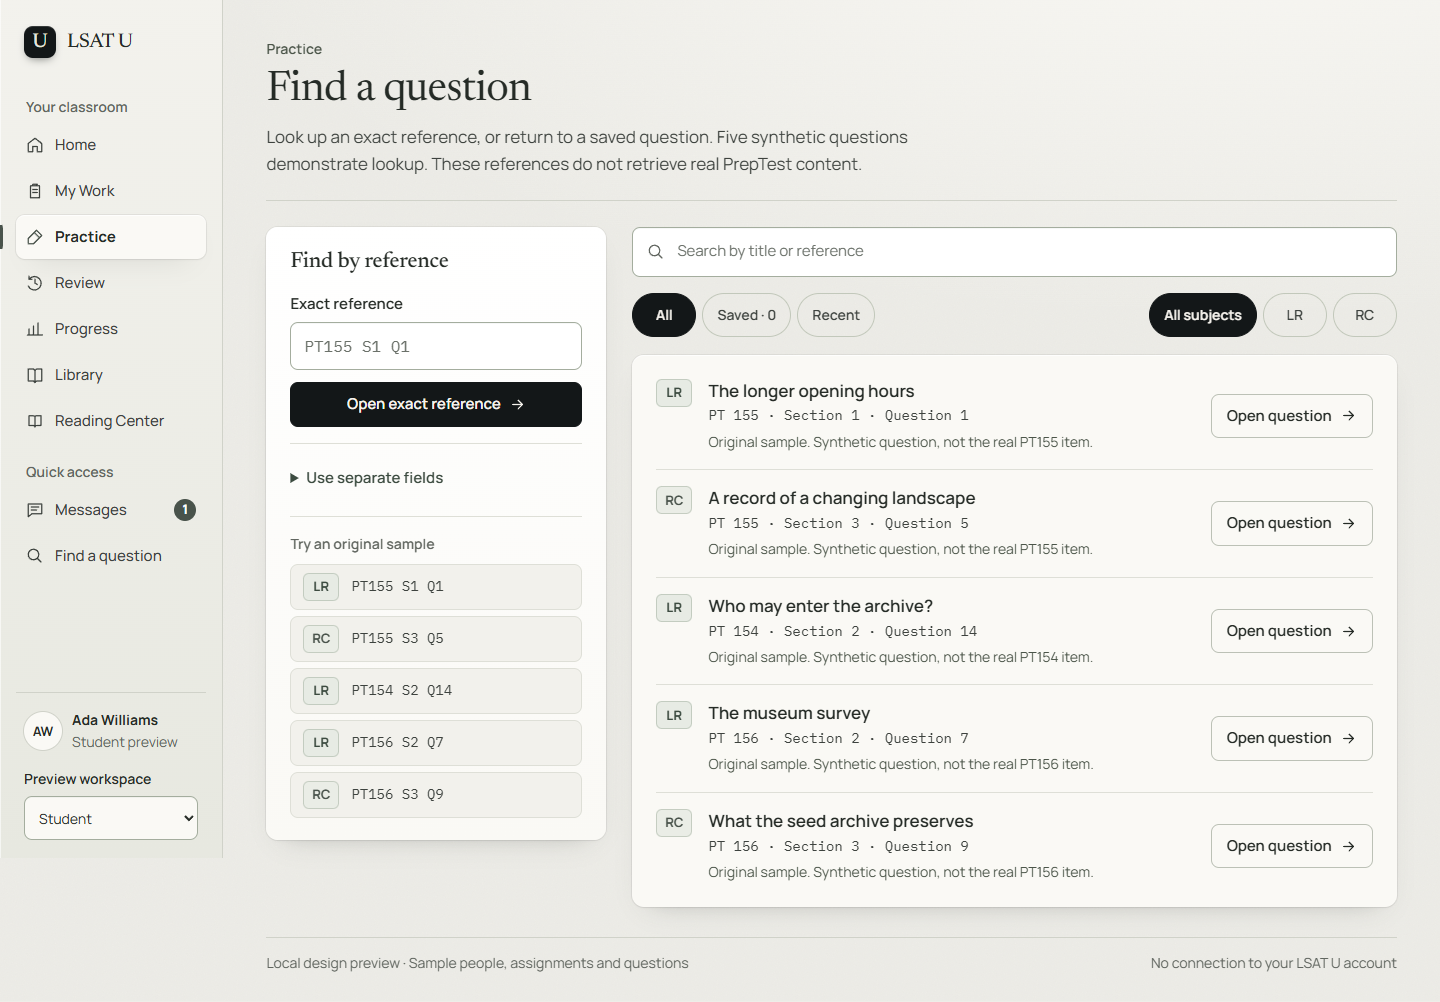 U LSAT U
Your classroom
Home
My Work
Practice
Review
Progress
Library
Reading Center
Quick access
Messages 1
Find a question
AW Ada Williams
Student preview
Preview workspace
Student
Practice
Find a question
Look up an exact reference, or return to a saved question. Five synthetic questions
demonstrate lookup. These references do not retrieve real PrepTest content.
Find by reference
Exact reference
PT155 S1 Q1
Open exact reference →
▶ Use separate fields
Try an original sample
LR PT155 S1 Q1
RC PT155 S3 Q5
LR PT154 S2 Q14
LR PT156 S2 Q7
RC PT156 S3 Q9
Search by title or reference
All Saved · 0 Recent All subjects LR RC
LR The longer opening hours
PT 155 · Section 1 · Question 1
Original sample. Synthetic question, not the real PT155 item.
Open question →
RC A record of a changing landscape
PT 155 · Section 3 · Question 5
Original sample. Synthetic question, not the real PT155 item.
Open question →
LR Who may enter the archive?
PT 154 · Section 2 · Question 14
Original sample. Synthetic question, not the real PT154 item.
Open question →
LR The museum survey
PT 156 · Section 2 · Question 7
Original sample. Synthetic question, not the real PT156 item.
Open question →
RC What the seed archive preserves
PT 156 · Section 3 · Question 9
Original sample. Synthetic question, not the real PT156 item.
Open question →
Local design preview · Sample people, assignments and questions
No connection to your LSAT U account